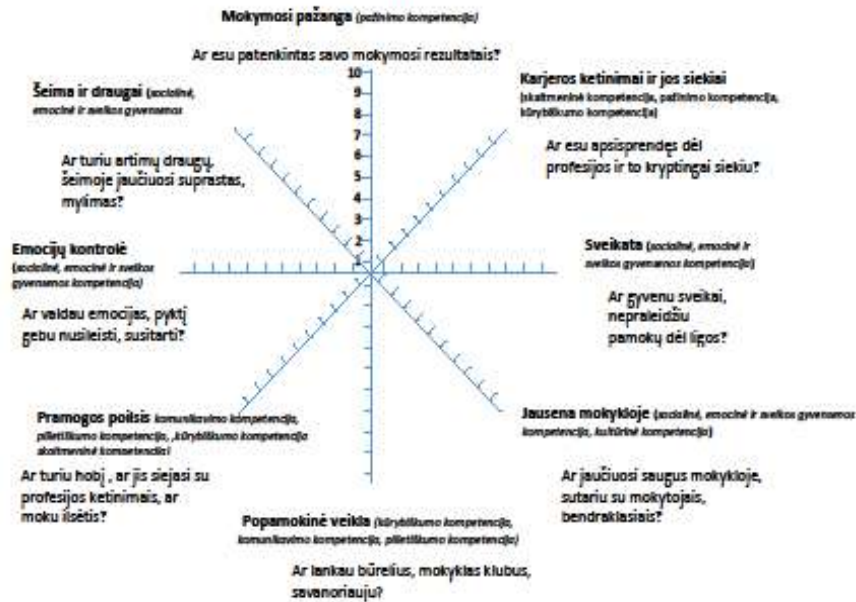 Mokymosi pažanga (pažinimo kompetencija)
Ar esu patenkintas savo mokymosi rezultatais?
10
9
8
7
6
5
4
3
2
1
Karjeros ketinimai ir jos siekiai
(skaitmeninė kompetencija, pažinimo kompetencija,
kūrybiškumo kompetencija)
Ar esu apsisprendęs dėl
profesijos ir to kryptingai siekiu?
Sveikata (socialinė, emocinė ir
sveikos gyvensenos kompetencija)
Ar gyvenu sveikai,
nepraleidžiu
pamokų dėl ligos?
Jausena mokykloje (socialinė, emocinė ir sveikos gyvensenos
kompetencija, kultūrinė kompetencija)
Ar jaučiuosi saugus mokykloje,
sutariu su mokytojais,
bendraklasiais?
Popamokinė veikla (kūrybiškumo kompetencija,
komunikavimo kompetencija, pilietiškumo kompetencija)
Ar lankau būrelius, mokyklas klubus,
savanoriauju?
Pramogos poilsis komunikavimo kompetencija,
pilietiškumo kompetencija, ,kūrybiškumo kompetencija
skaitmeninė kompetencija)
Ar turiu hobį , ar jis siejasi su
profesijos ketinimais, ar
moku ilsėtis?
Emocijų kontrolė
(socialinė, emocinė ir sveikos
gyvensenos kompetencija)
Ar valdau emocijas, pyktį
gebu nusileisti, susitarti?
Šeima ir draugai (socialinė,
emocinė ir sveikos gyvensenos
Ar turiu artimų draugų,
šeimoje jaučiuosi suprastas,
mylimas?